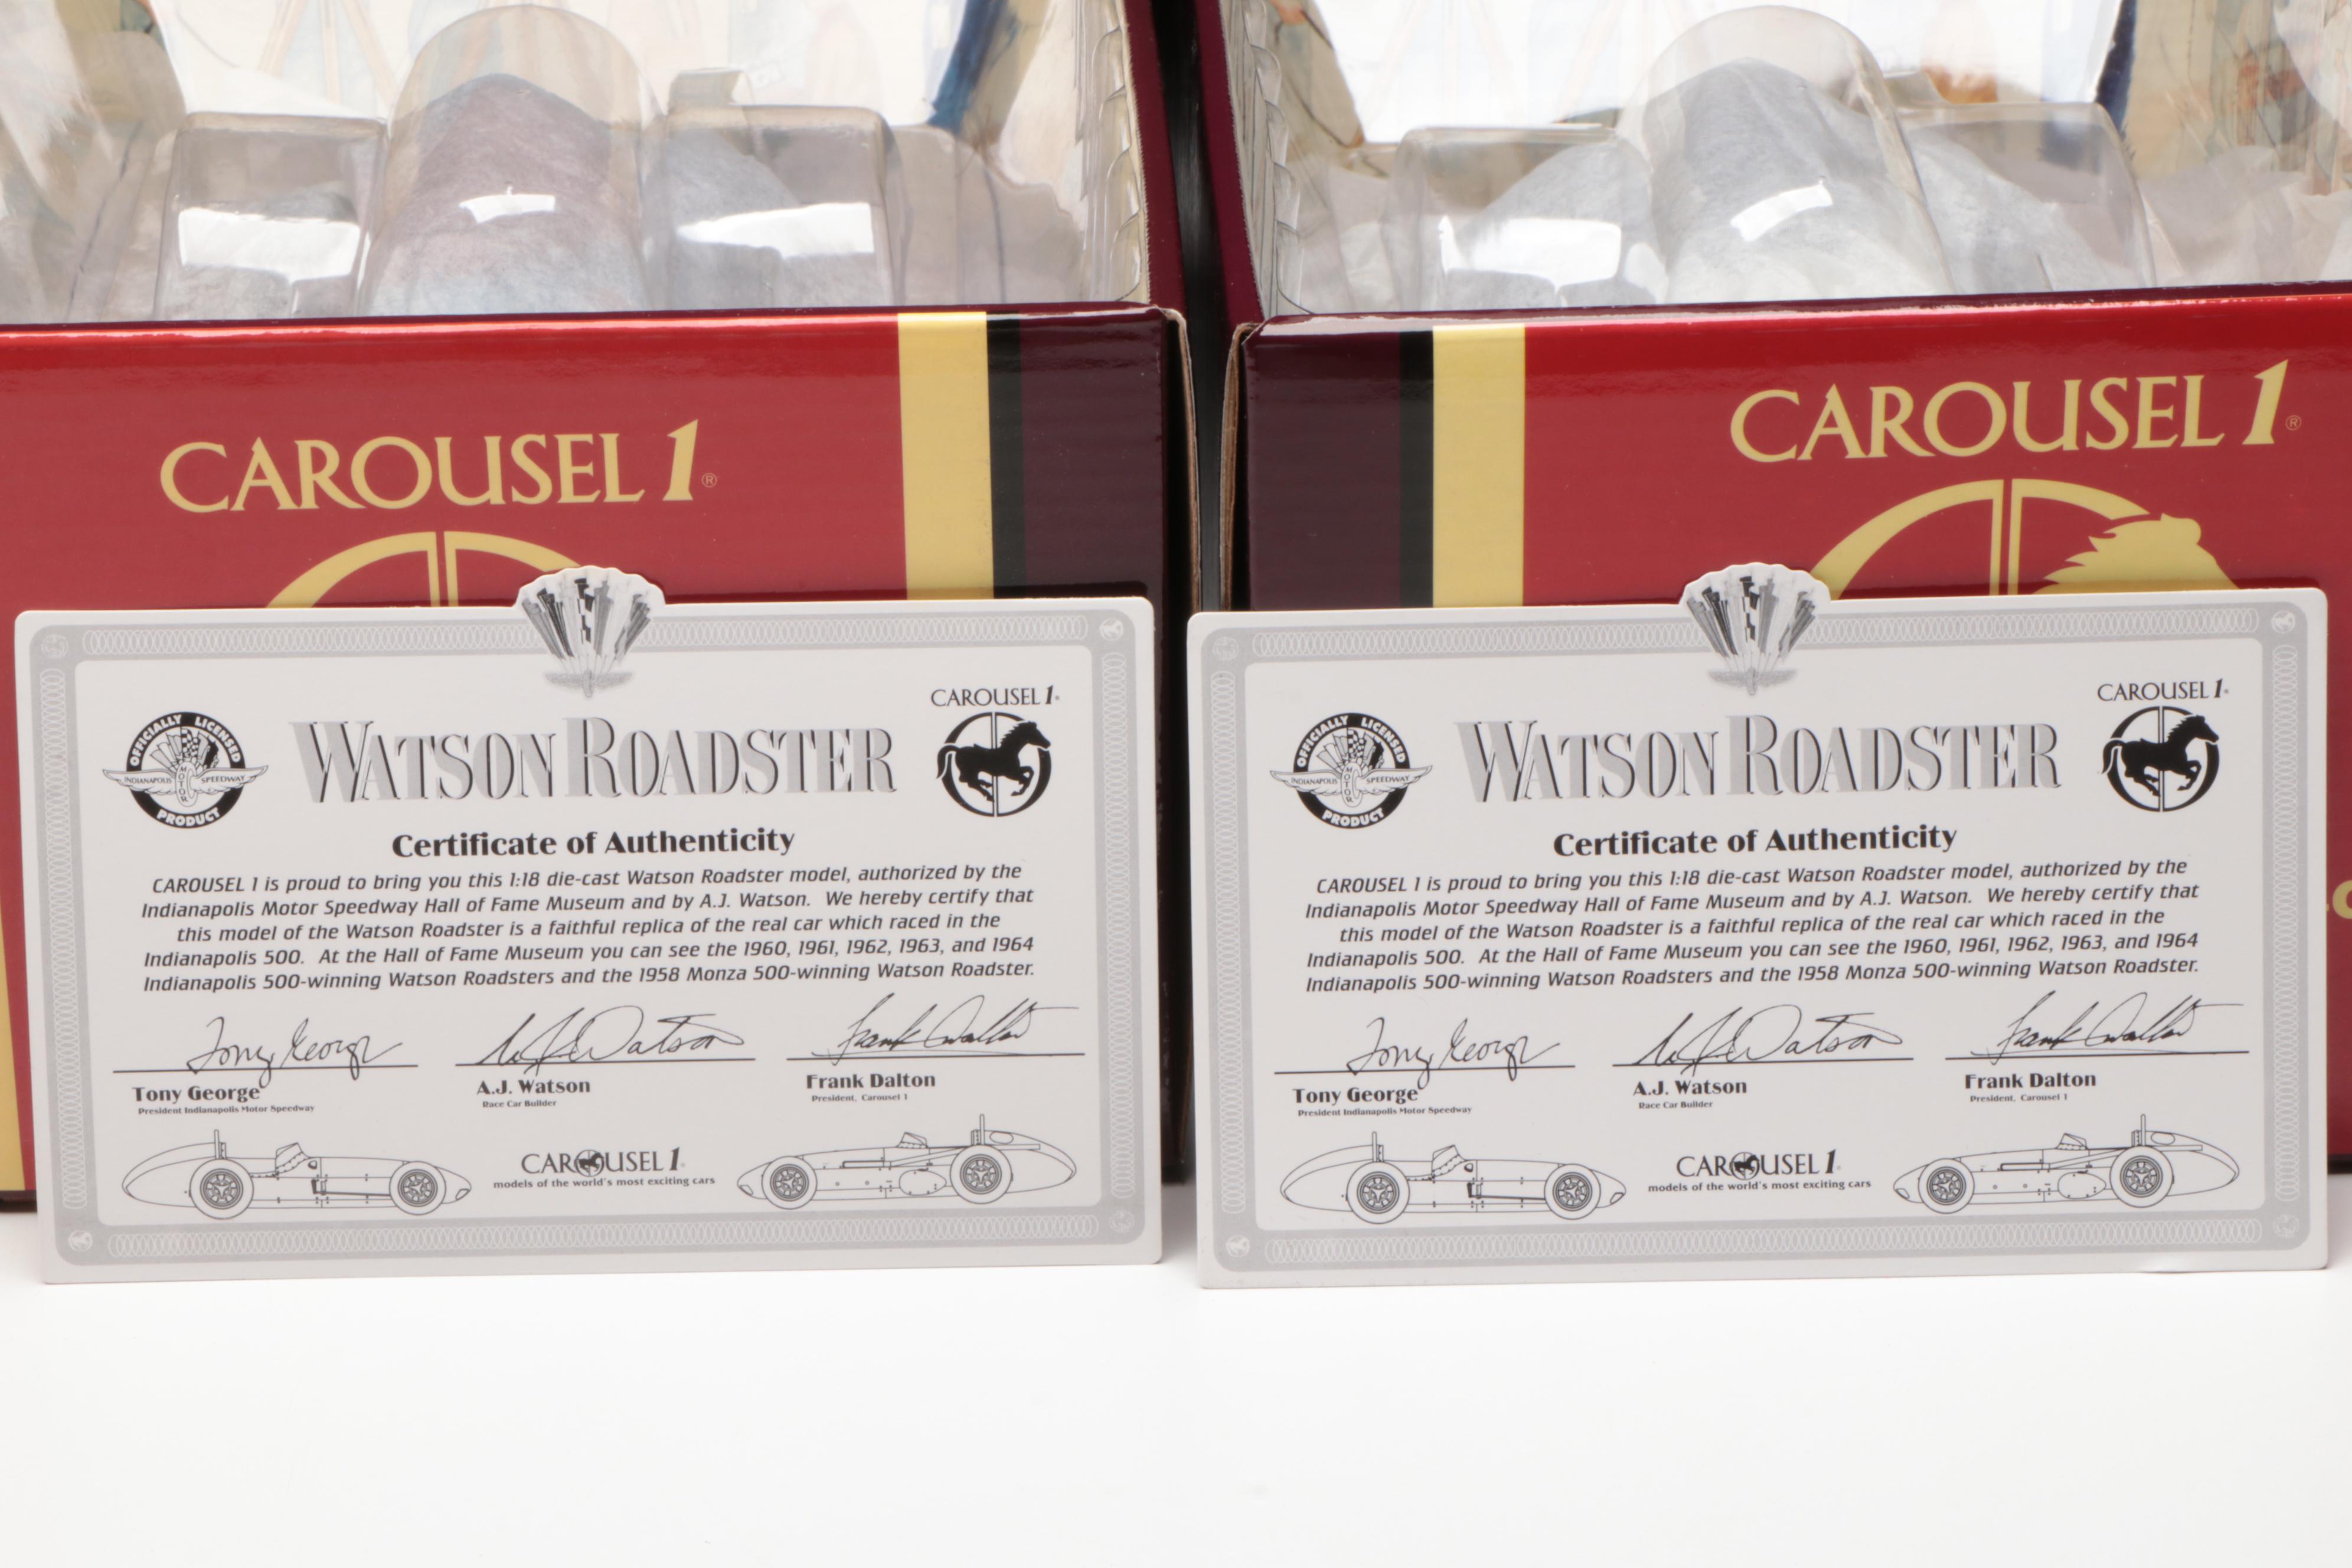 CAROUSEL 1®
CAROUSEL 1®
OFFICIALLY LICENSED
INDIANAPOLIS MOTOR SPEEDWAY
PRODUCT
WATSON ROADSTER
CAROUSEL 1®
Certificate of Authenticity
CAROUSEL 1 is proud to bring you this 1:18 die-cast Watson Roadster model, authorized by the
Indianapolis Motor Speedway Hall of Fame Museum and by A.J. Watson. We hereby certify that
this model of the Watson Roadster is a faithful replica of the real car which raced in the
Indianapolis 500. At the Hall of Fame Museum you can see the 1960, 1961, 1962, 1963, and 1964
Indianapolis 500-winning Watson Roadsters and the 1958 Monza 500-winning Watson Roadster.
Tony George
A.J. Watson
Frank Dalton
Tony George
President Indianapolis Motor Speedway
A.J. Watson
Race Car Builder
Frank Dalton
President, Carousel 1
CAROUSEL 1®
models of the world's most exciting cars
OFFICIALLY LICENSED
INDIANAPOLIS MOTOR SPEEDWAY
PRODUCT
WATSON ROADSTER
CAROUSEL 1®
Certificate of Authenticity
CAROUSEL 1 is proud to bring you this 1:18 die-cast Watson Roadster model, authorized by the
Indianapolis Motor Speedway Hall of Fame Museum and by A.J. Watson. We hereby certify that
this model of the Watson Roadster is a faithful replica of the real car which raced in the
Indianapolis 500. At the Hall of Fame Museum you can see the 1960, 1961, 1962, 1963, and 1964
Indianapolis 500-winning Watson Roadsters and the 1958 Monza 500-winning Watson Roadster.
Tony George
A.J. Watson
Frank Dalton
Tony George
President Indianapolis Motor Speedway
A.J. Watson
Race Car Builder
Frank Dalton
President, Carousel 1
CAROUSEL 1®
models of the world's most exciting cars